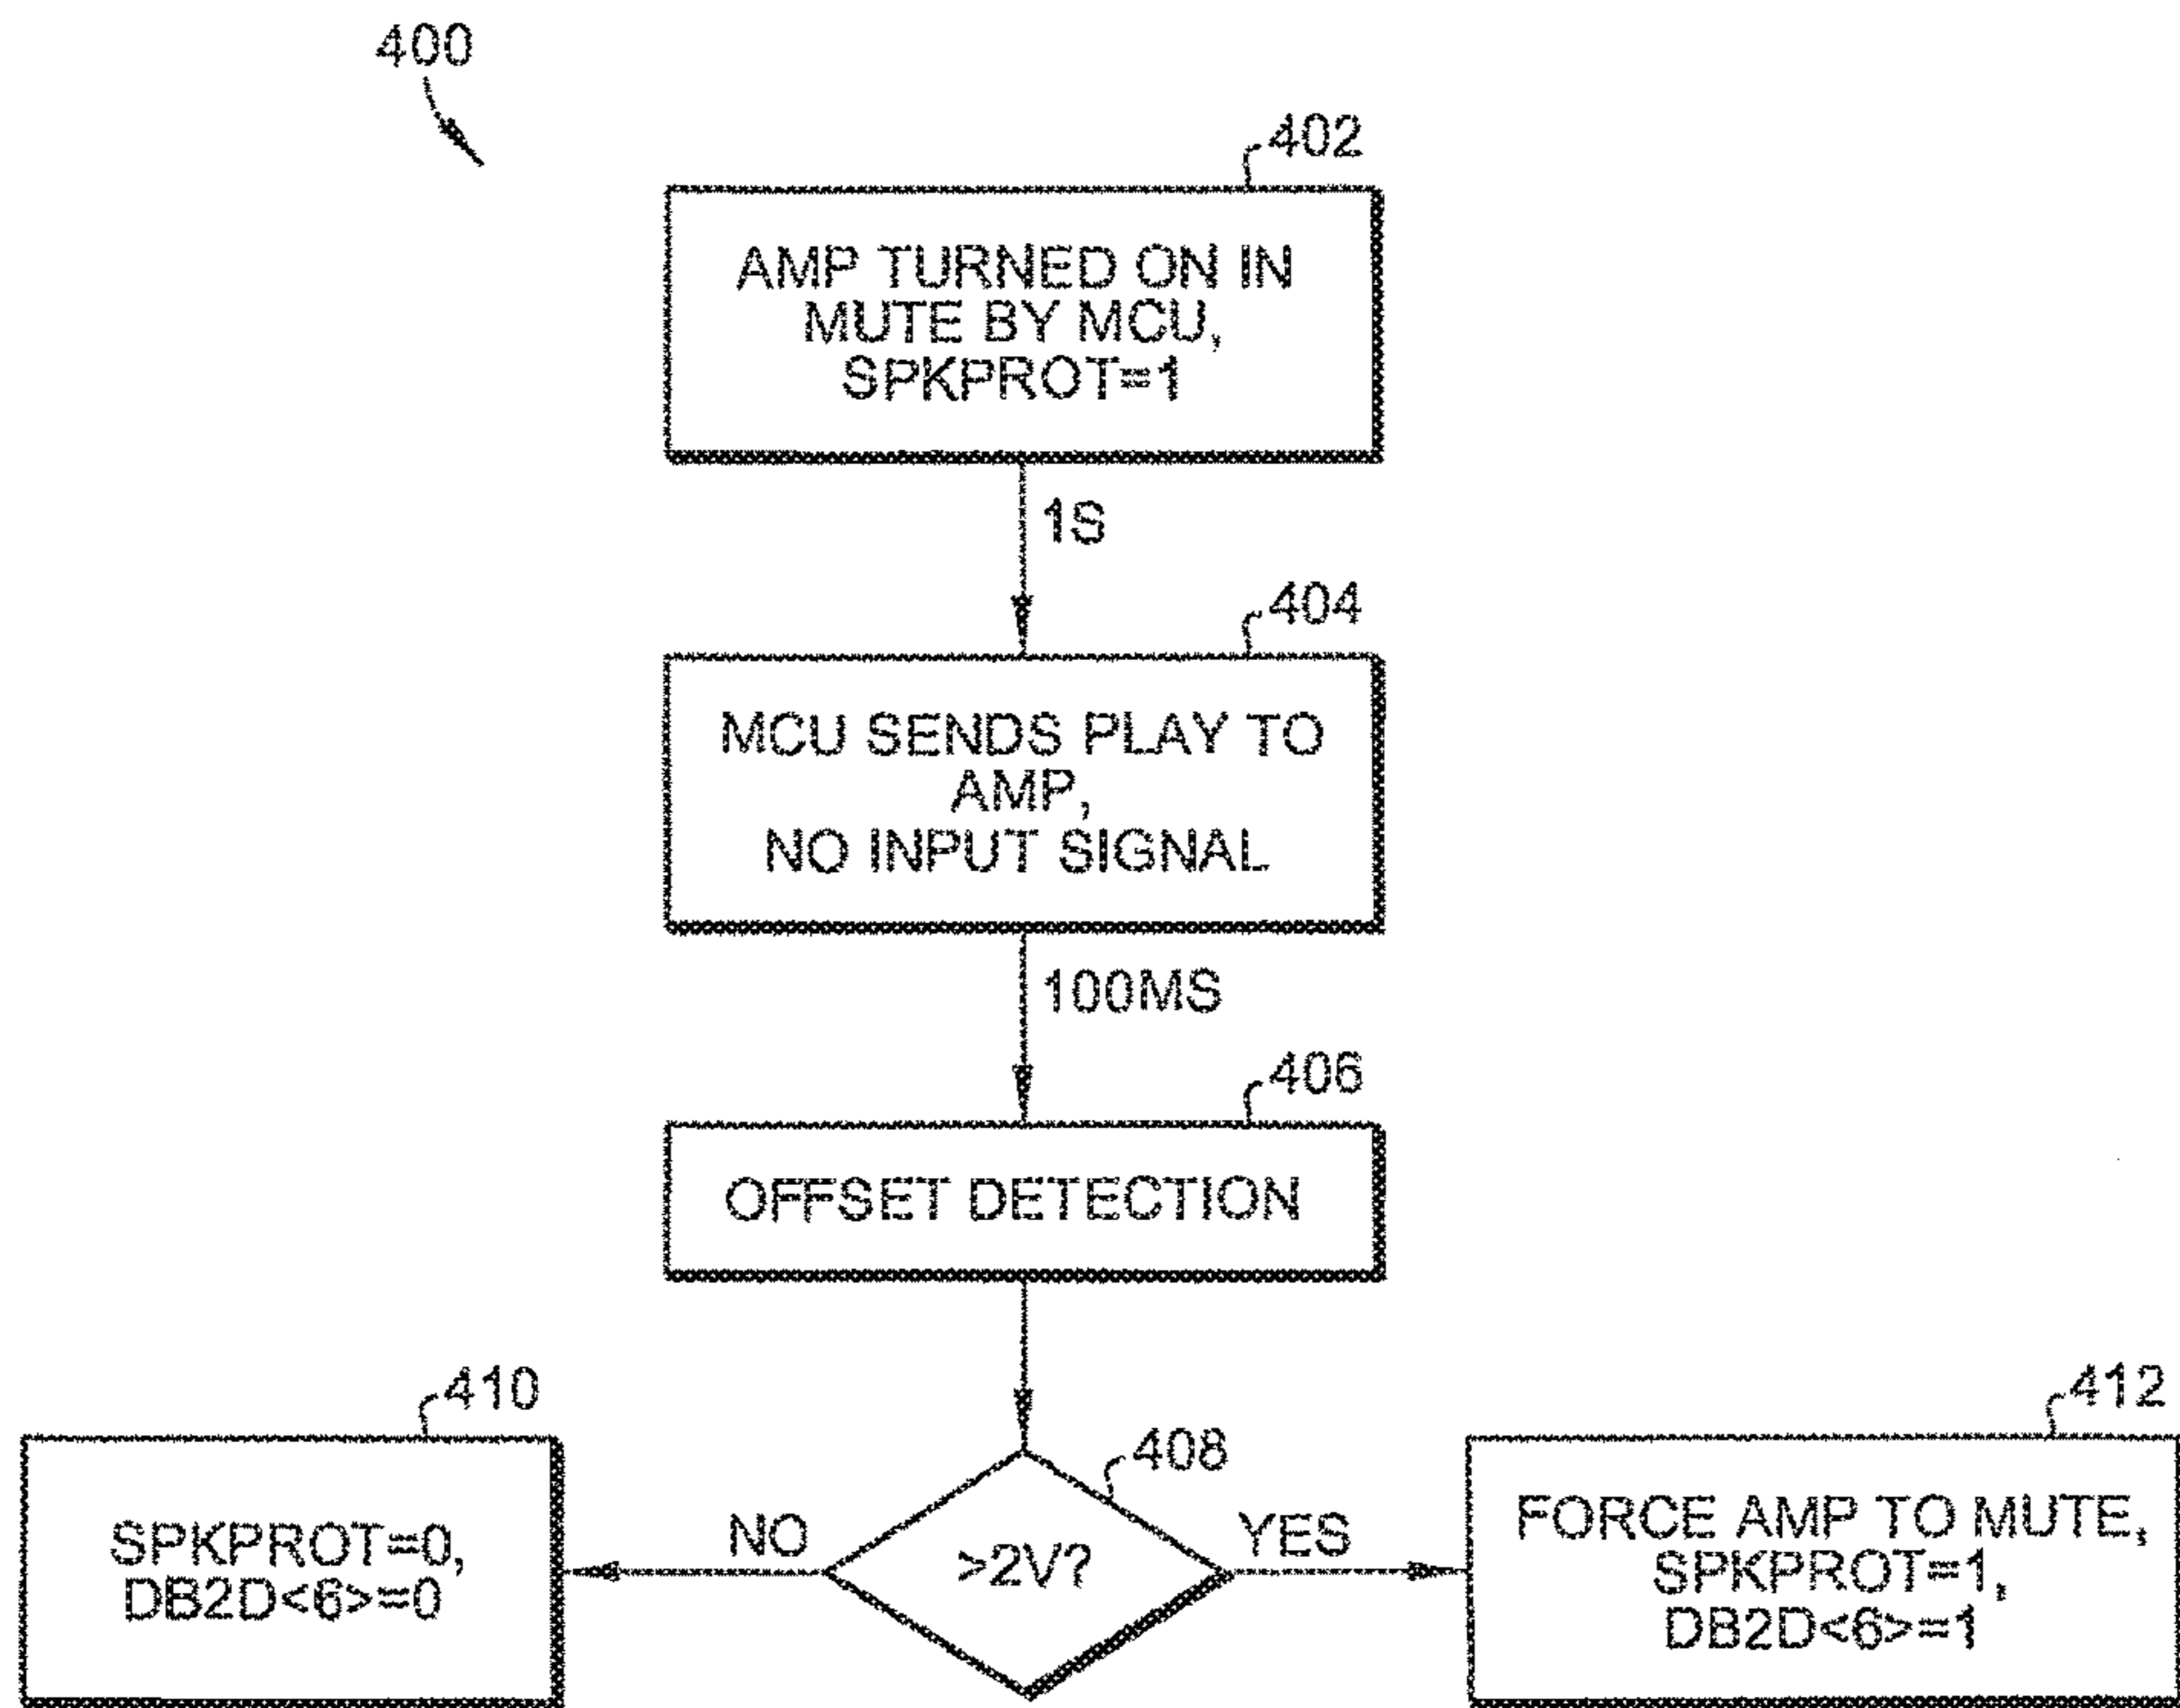 400
402
AMP TURNED ON IN
MUTE BY MCU,
SPKPROT=1
1S
404
MCU SENDS PLAY TO
AMP,
NO INPUT SIGNAL
100MS
406
OFFSET DETECTION
408
>2V?
NO
YES
410
SPKPROT=0,
DB2D<6>=0
412
FORCE AMP TO MUTE,
SPKPROT=1,
DB2D<6>=1